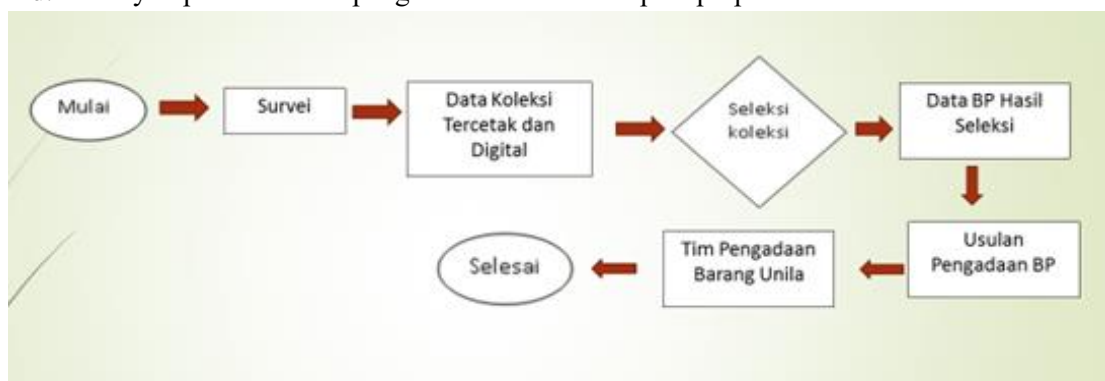 Mulai
Survei
Data Koleksi
Tercetak dan
Digital
Seleksi
koleksi
Data BP Hasil
Seleksi
Usulan
Pengadaan BP
Tim Pengadaan
Barang Unila
Selesai